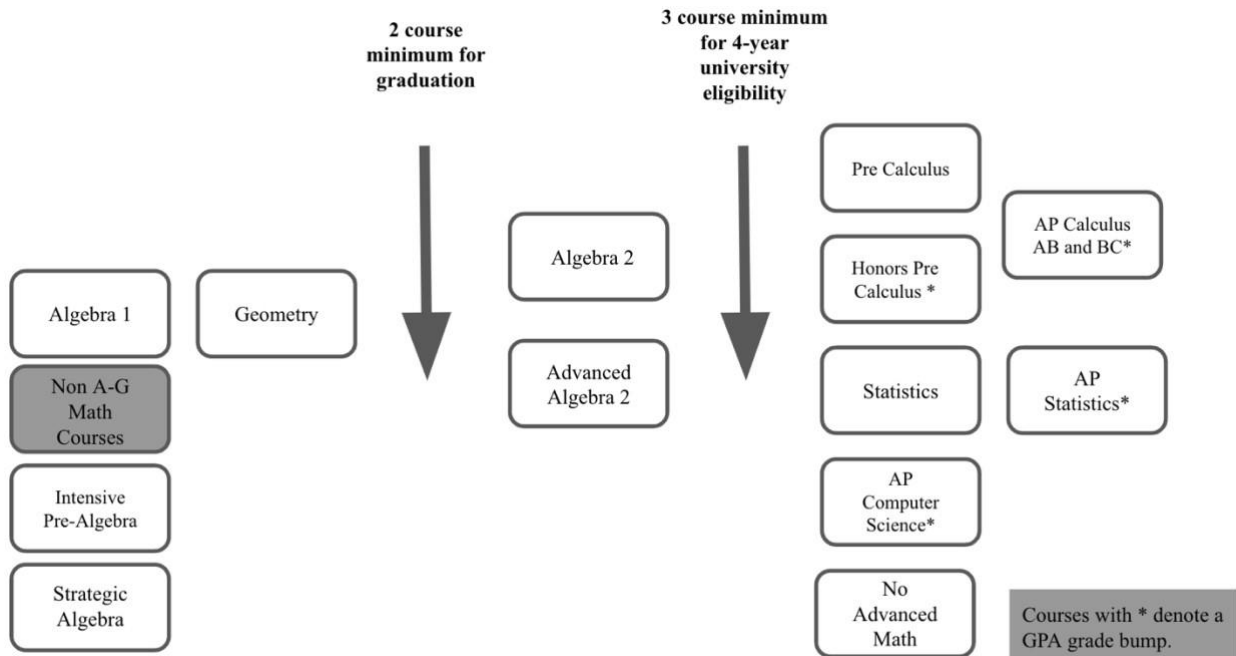 2 course
minimum for
graduation
3 course minimum
for 4-year
university
eligibility
Pre Calculus
AP Calculus
AB and BC*
Algebra 2
Honors Pre
Calculus *
Algebra 1
Geometry
Advanced
Algebra 2
Statistics
AP
Statistics*
Non A-G
Math
Courses
Intensive
Pre-Algebra
AP
Computer
Science*
Strategic
Algebra
No
Advanced
Math
Courses with * denote a
GPA grade bump.